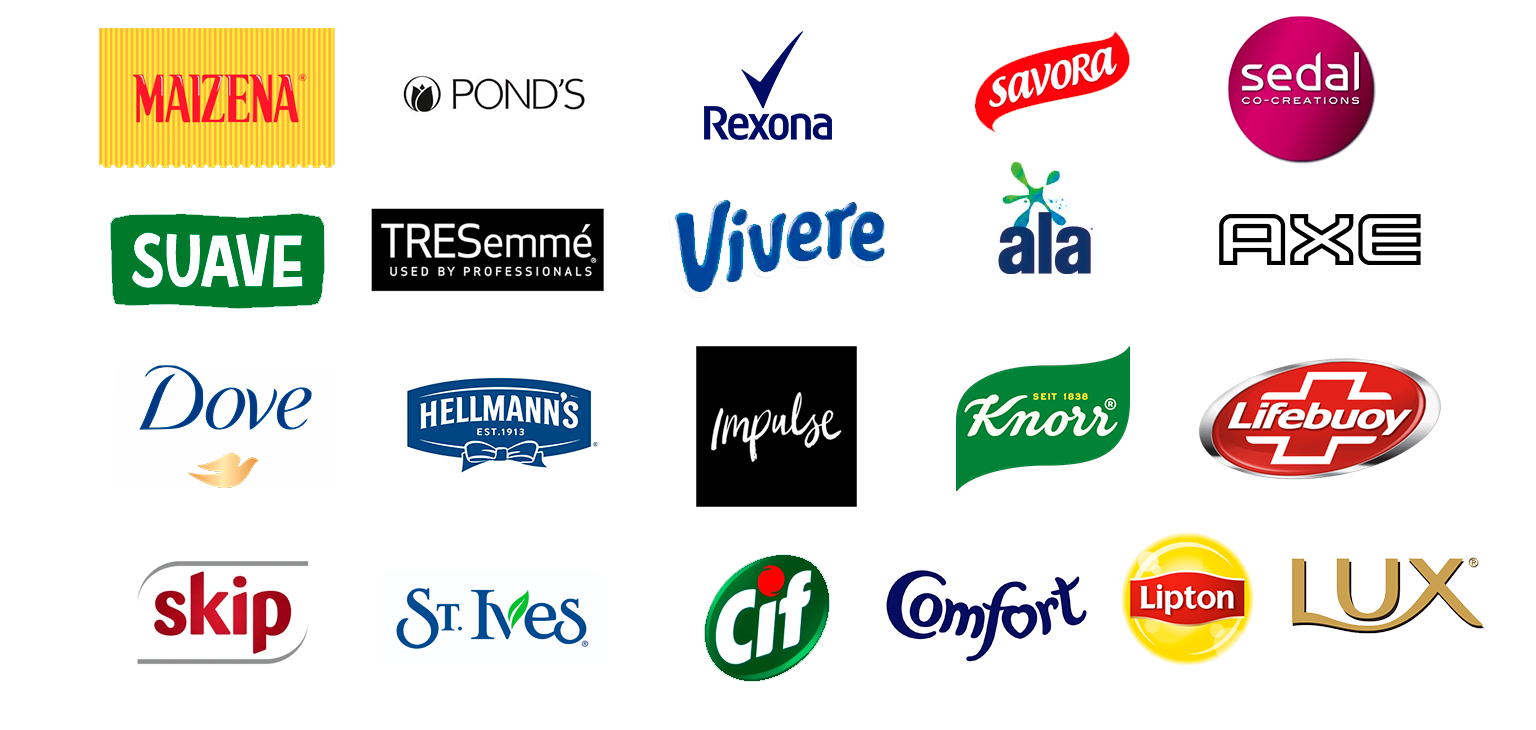 MAIZENA®
POND'S
Rexona
SAVORA
sedal
CO-CREATIONS
SUAVE
TRESemmé®
USED BY PROFESSIONALS
Vivere
ala
AXE
Dove
HELLMANN'S
EST.1913
®
Impulse
SEIT 1838
Knorr®
Lifebuoy
skip
ST. IVES®
Cif
Comfort
Lipton
LUX®